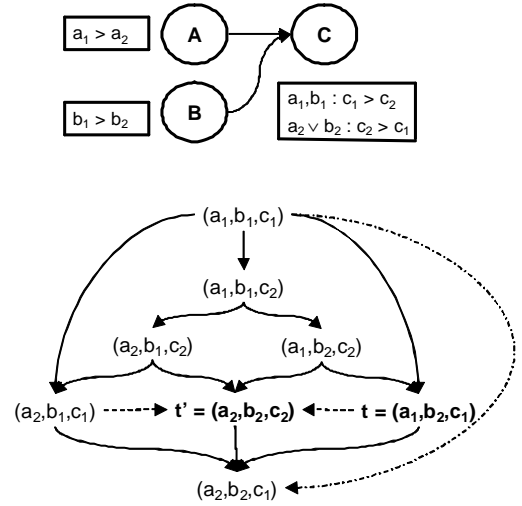 a₁ > a₂
A
C
b₁ > b₂
B
a₁,b₁ : c₁ > c₂
a₂ ∨ b₂ : c₂ > c₁
(a₁,b₁,c₁)
(a₁,b₁,c₂)
(a₂,b₁,c₂)
(a₁,b₂,c₂)
(a₂,b₁,c₁)
t' = (a₂,b₂,c₂)
t = (a₁,b₂,c₁)
(a₂,b₂,c₁)